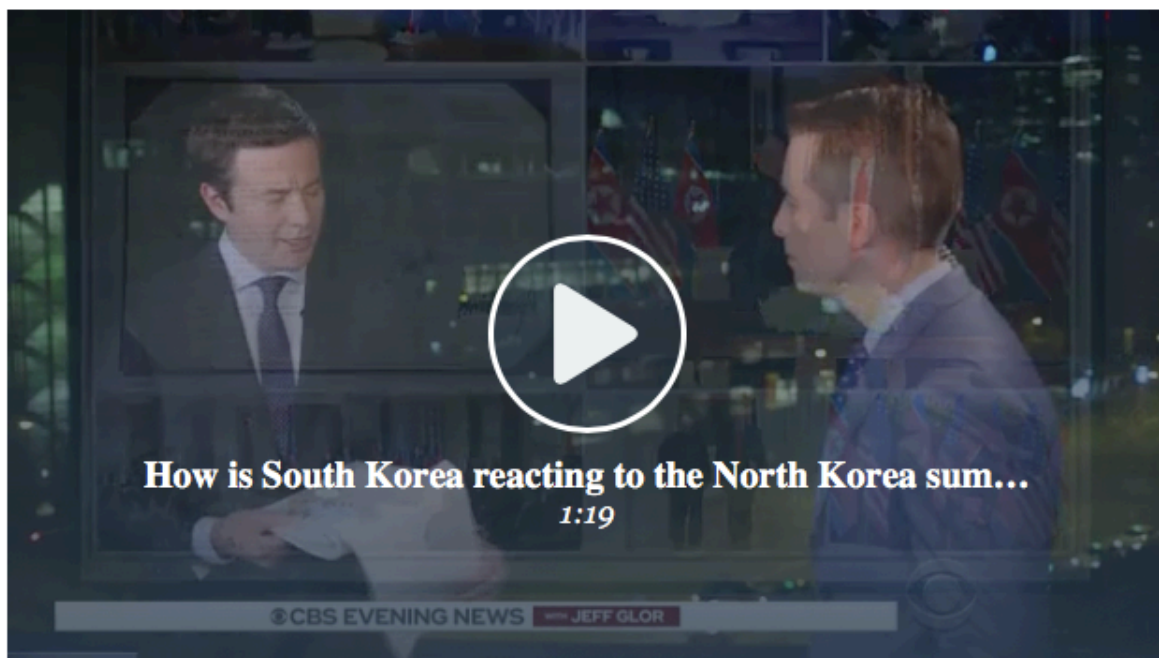 How is South Korea reacting to the North Korea sum...
1:19
CBS EVENING NEWS WITH JEFF GLOR